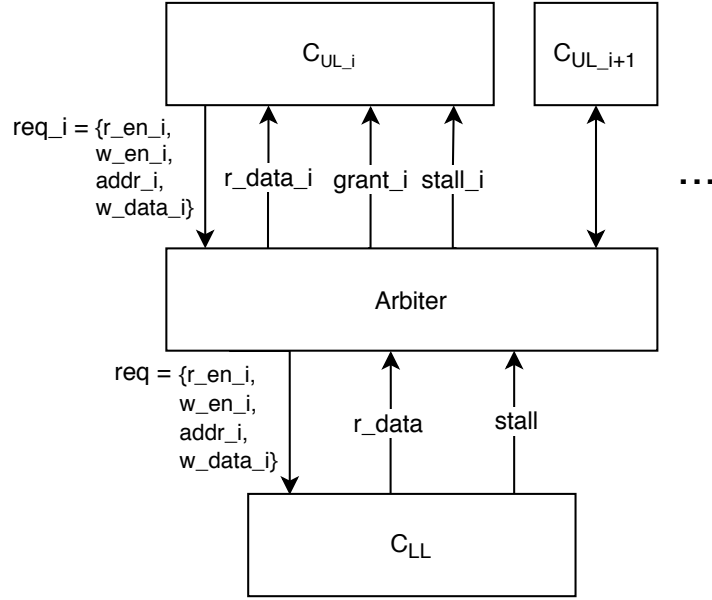 C_UL_i
C_UL_i+1
req_i = {r_en_i,
w_en_i,
addr_i,
w_data_i}
r_data_i
grant_i
stall_i
...
Arbiter
req = {r_en_i,
w_en_i,
addr_i,
w_data_i}
r_data
stall
C_LL